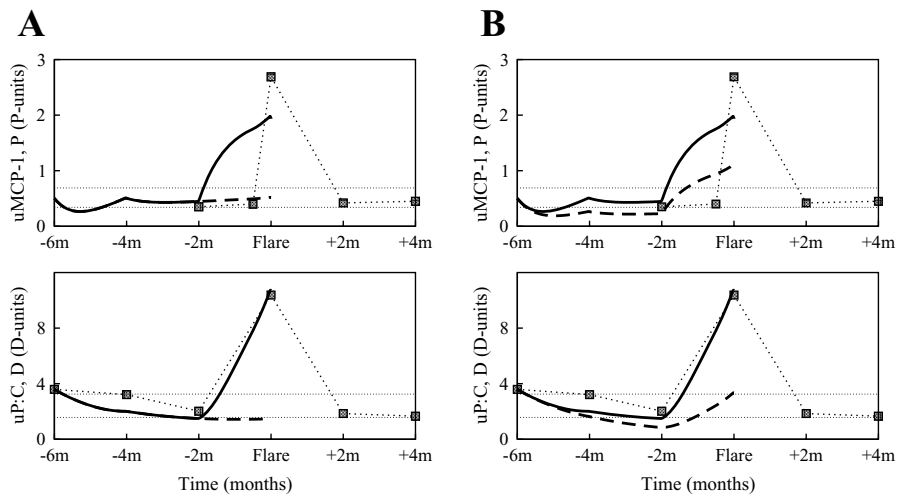 A
B
uMCP-1, P (P-units)
3
2
1
0
-6m -4m -2m Flare +2m +4m
uMCP-1, P (P-units)
3
2
1
0
-6m -4m -2m Flare +2m +4m
uP:C, D (D-units)
8
4
0
-6m -4m -2m Flare +2m +4m
Time (months)
uP:C, D (D-units)
8
4
0
-6m -4m -2m Flare +2m +4m
Time (months)